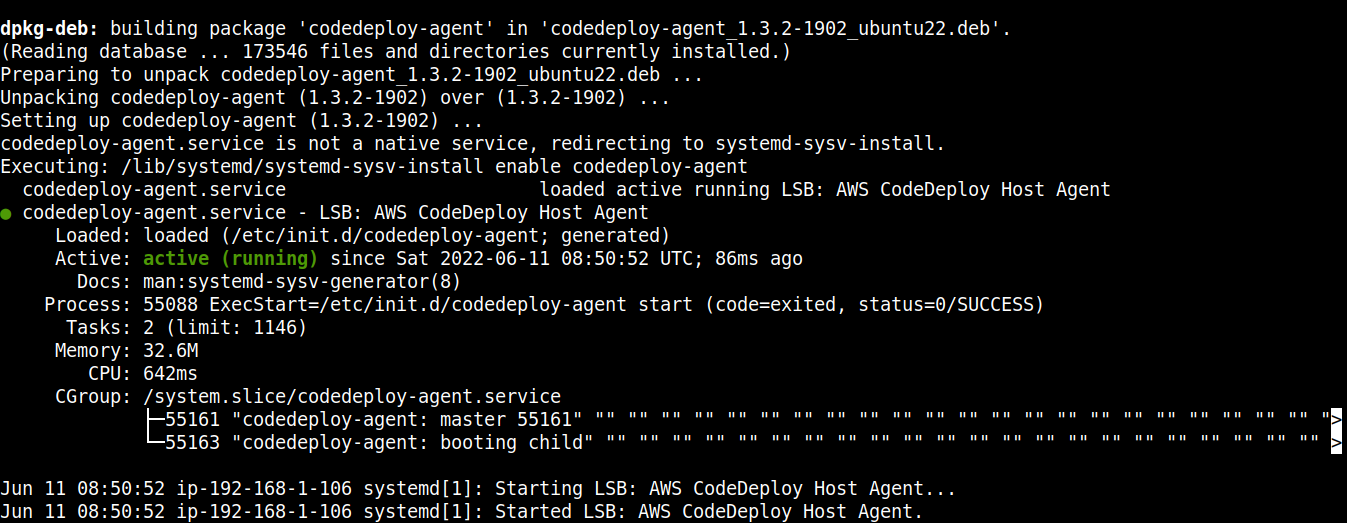 dpkg-deb: building package 'codedeploy-agent' in 'codedeploy-agent_1.3.2-1902_ubuntu22.deb'.
(Reading database ... 173546 files and directories currently installed.)
Preparing to unpack codedeploy-agent_1.3.2-1902_ubuntu22.deb ...
Unpacking codedeploy-agent (1.3.2-1902) over (1.3.2-1902) ...
Setting up codedeploy-agent (1.3.2-1902) ...
codedeploy-agent.service is not a native service, redirecting to systemd-sysv-install.
Executing: /lib/systemd/systemd-sysv-install enable codedeploy-agent
  codedeploy-agent.service                       loaded active running LSB: AWS CodeDeploy Host Agent
● codedeploy-agent.service - LSB: AWS CodeDeploy Host Agent
     Loaded: loaded (/etc/init.d/codedeploy-agent; generated)
     Active: active (running) since Sat 2022-06-11 08:50:52 UTC; 86ms ago
       Docs: man:systemd-sysv-generator(8)
    Process: 55088 ExecStart=/etc/init.d/codedeploy-agent start (code=exited, status=0/SUCCESS)
      Tasks: 2 (limit: 1146)
     Memory: 32.6M
        CPU: 642ms
     CGroup: /system.slice/codedeploy-agent.service
             ├─55161 "codedeploy-agent: master 55161" "" "" "" "" "" "" "" "" "" "" "" "" "" "" "" "" "" "" "" "" "" "" ">
             └─55163 "codedeploy-agent: booting child" "" "" "" "" "" "" "" "" "" "" "" "" "" "" "" "" "" "" "" "" "" "" >

Jun 11 08:50:52 ip-192-168-1-106 systemd[1]: Starting LSB: AWS CodeDeploy Host Agent...
Jun 11 08:50:52 ip-192-168-1-106 systemd[1]: Started LSB: AWS CodeDeploy Host Agent.